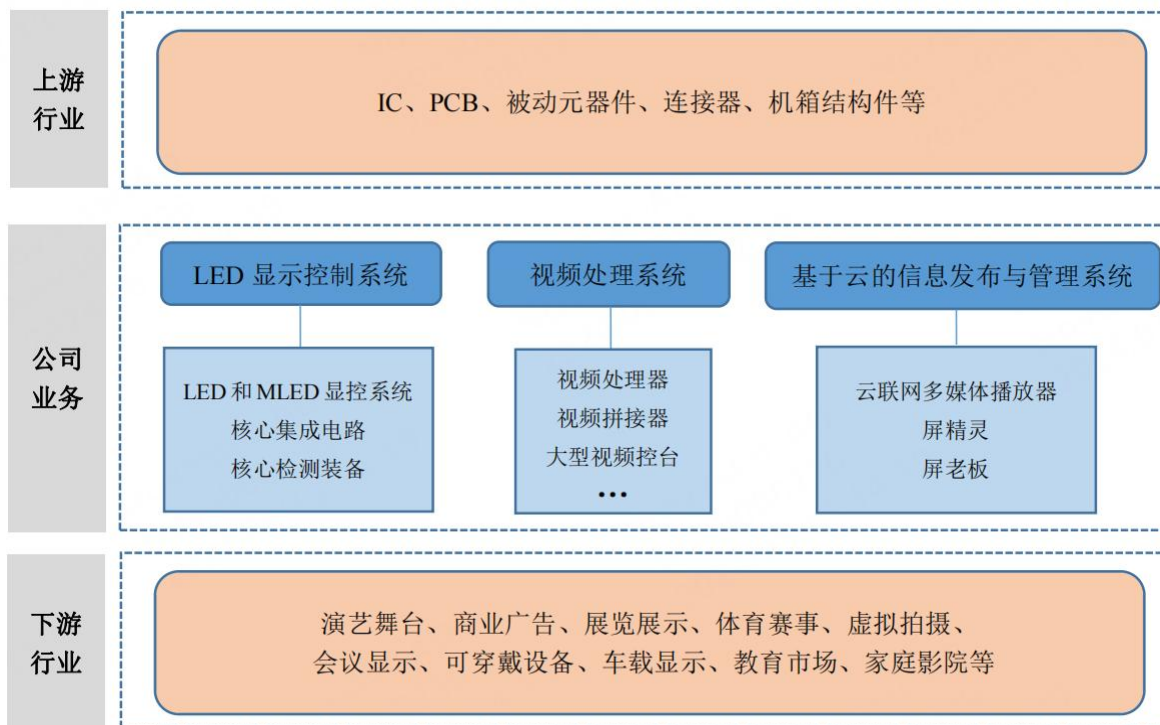 上游
行业
IC、PCB、被动元器件、连接器、机箱结构件等
公司
业务
LED 显示控制系统
视频处理系统
基于云的信息发布与管理系统
LED 和 MLED 显控系统
核心集成电路
核心检测装备
视频处理器
视频拼接器
大型视频控台
•••
云联网多媒体播放器
屏精灵
屏老板
下游
行业
演艺舞台、商业广告、展览展示、体育赛事、虚拟拍摄、
会议显示、可穿戴设备、车载显示、教育市场、家庭影院等